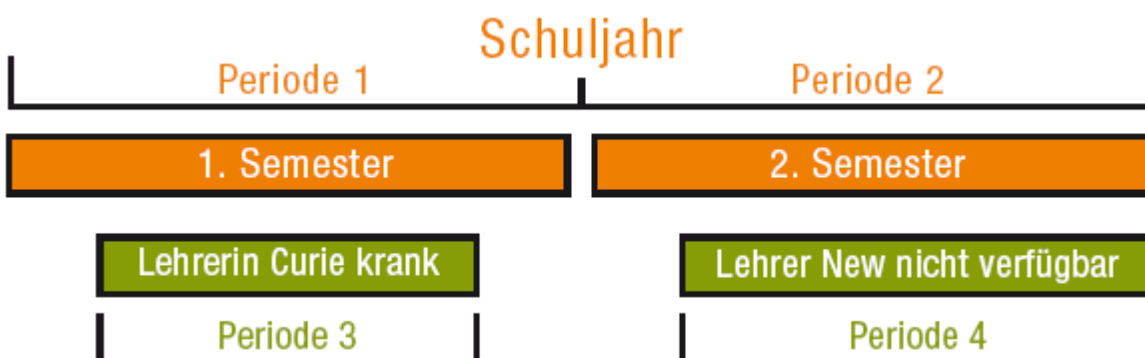 Schuljahr
Periode 1
Periode 2
1. Semester
2. Semester
Lehrerin Curie krank
Lehrer New nicht verfügbar
Periode 3
Periode 4